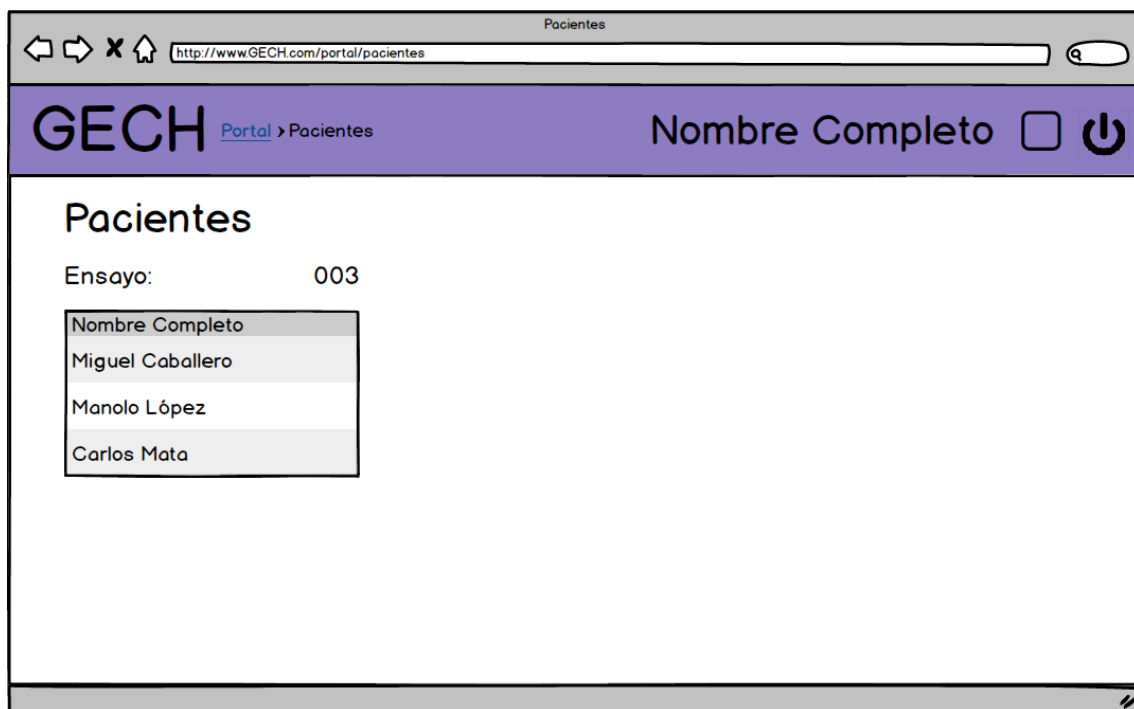 Pacientes
http://www.GECH.com/portal/pacientes
GECH Portal > Pacientes Nombre Completo
Pacientes
Ensayo: 003
Nombre Completo
Miguel Caballero
Manolo López
Carlos Mata